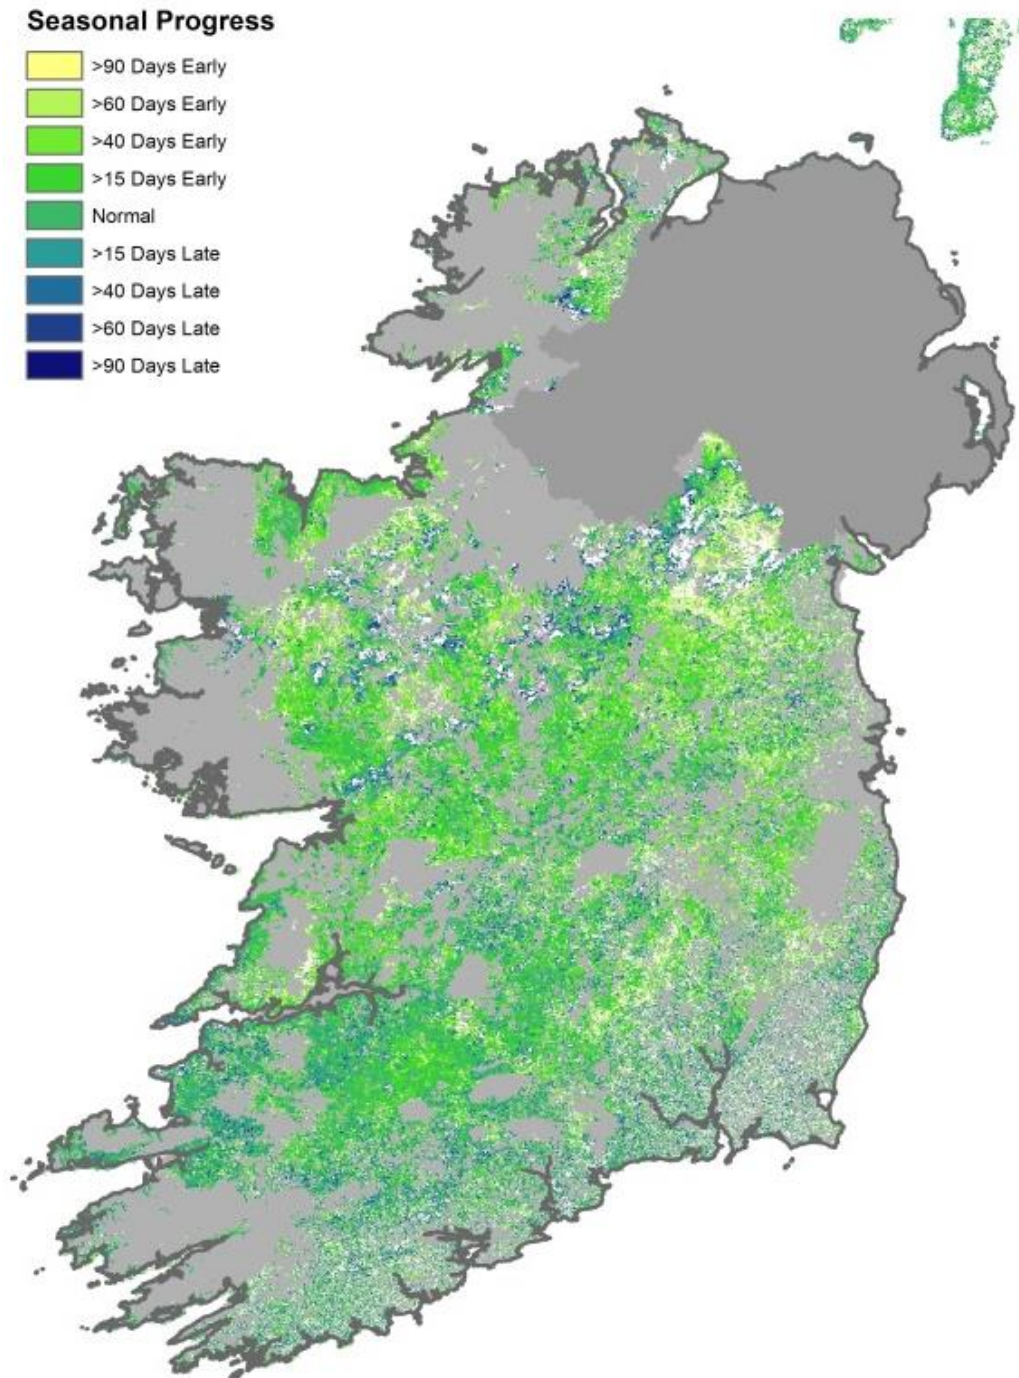 Seasonal Progress
>90 Days Early
>60 Days Early
>40 Days Early
>15 Days Early
Normal
>15 Days Late
>40 Days Late
>60 Days Late
>90 Days Late